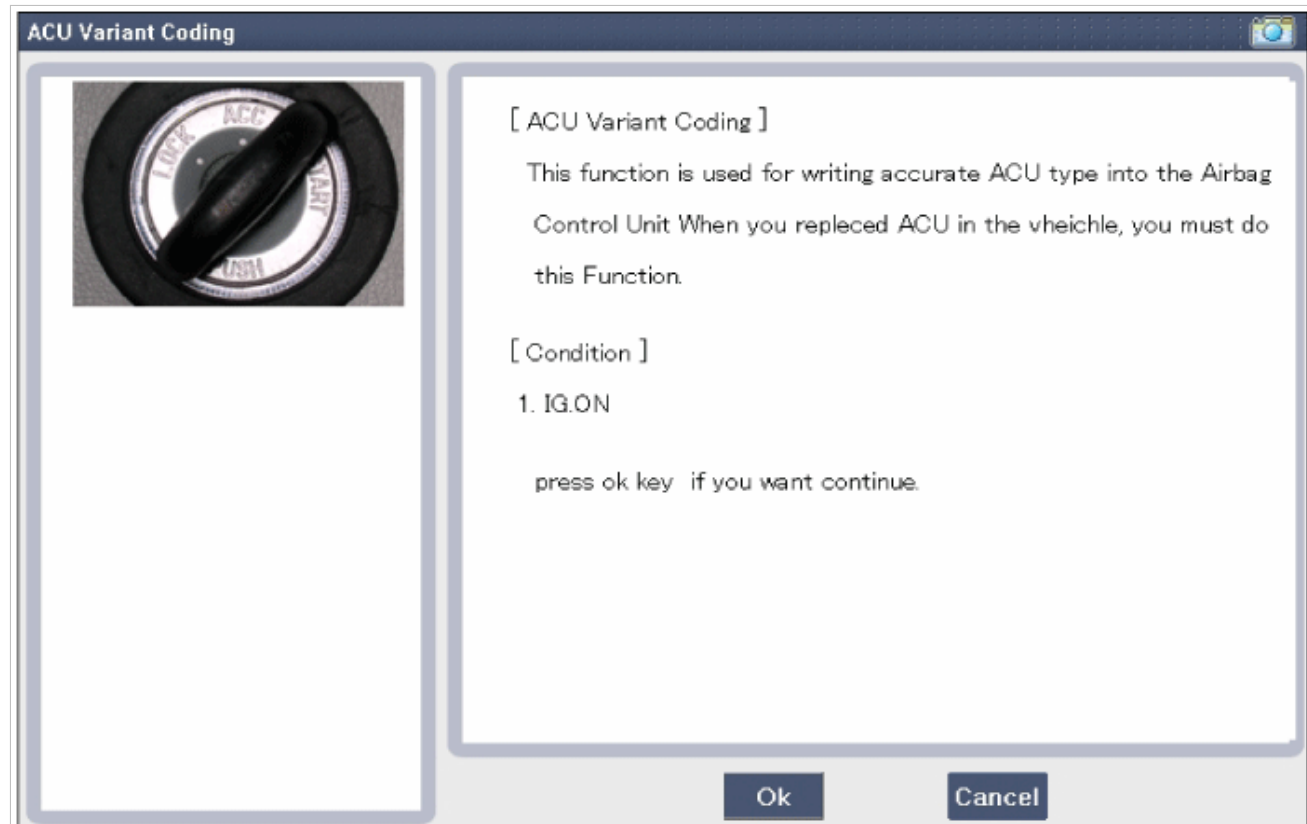 ACU Variant Coding
LOCK
ACC
START
PUSH
[ ACU Variant Coding ]
This function is used for writing accurate ACU type into the Airbag
Control Unit When you repleced ACU in the vheichle, you must do
this Function.
[ Condition ]
1. IG.ON
press ok key if you want continue.
Ok
Cancel